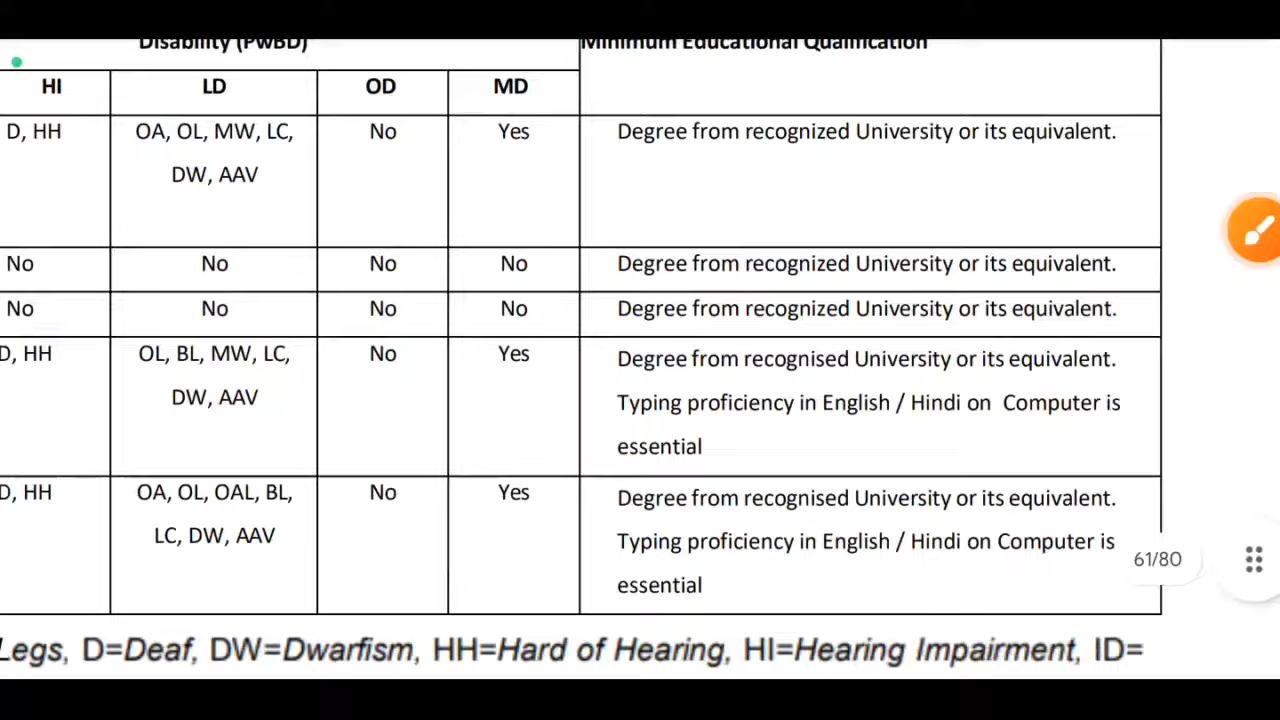 Disability (PwBD) Minimum Educational Qualification
HI LD OD MD
D, HH OA, OL, MW, LC, No Yes Degree from recognized University or its equivalent.
DW, AAV
No No No No Degree from recognized University or its equivalent.
No No No No Degree from recognized University or its equivalent.
D, HH OL, BL, MW, LC, No Yes Degree from recognised University or its equivalent.
DW, AAV Typing proficiency in English / Hindi on Computer is
essential
D, HH OA, OL, OAL, BL, No Yes Degree from recognised University or its equivalent.
LC, DW, AAV Typing proficiency in English / Hindi on Computer is
essential
61/80
Legs, D=Deaf, DW=Dwarfism, HH=Hard of Hearing, HI=Hearing Impairment, ID=